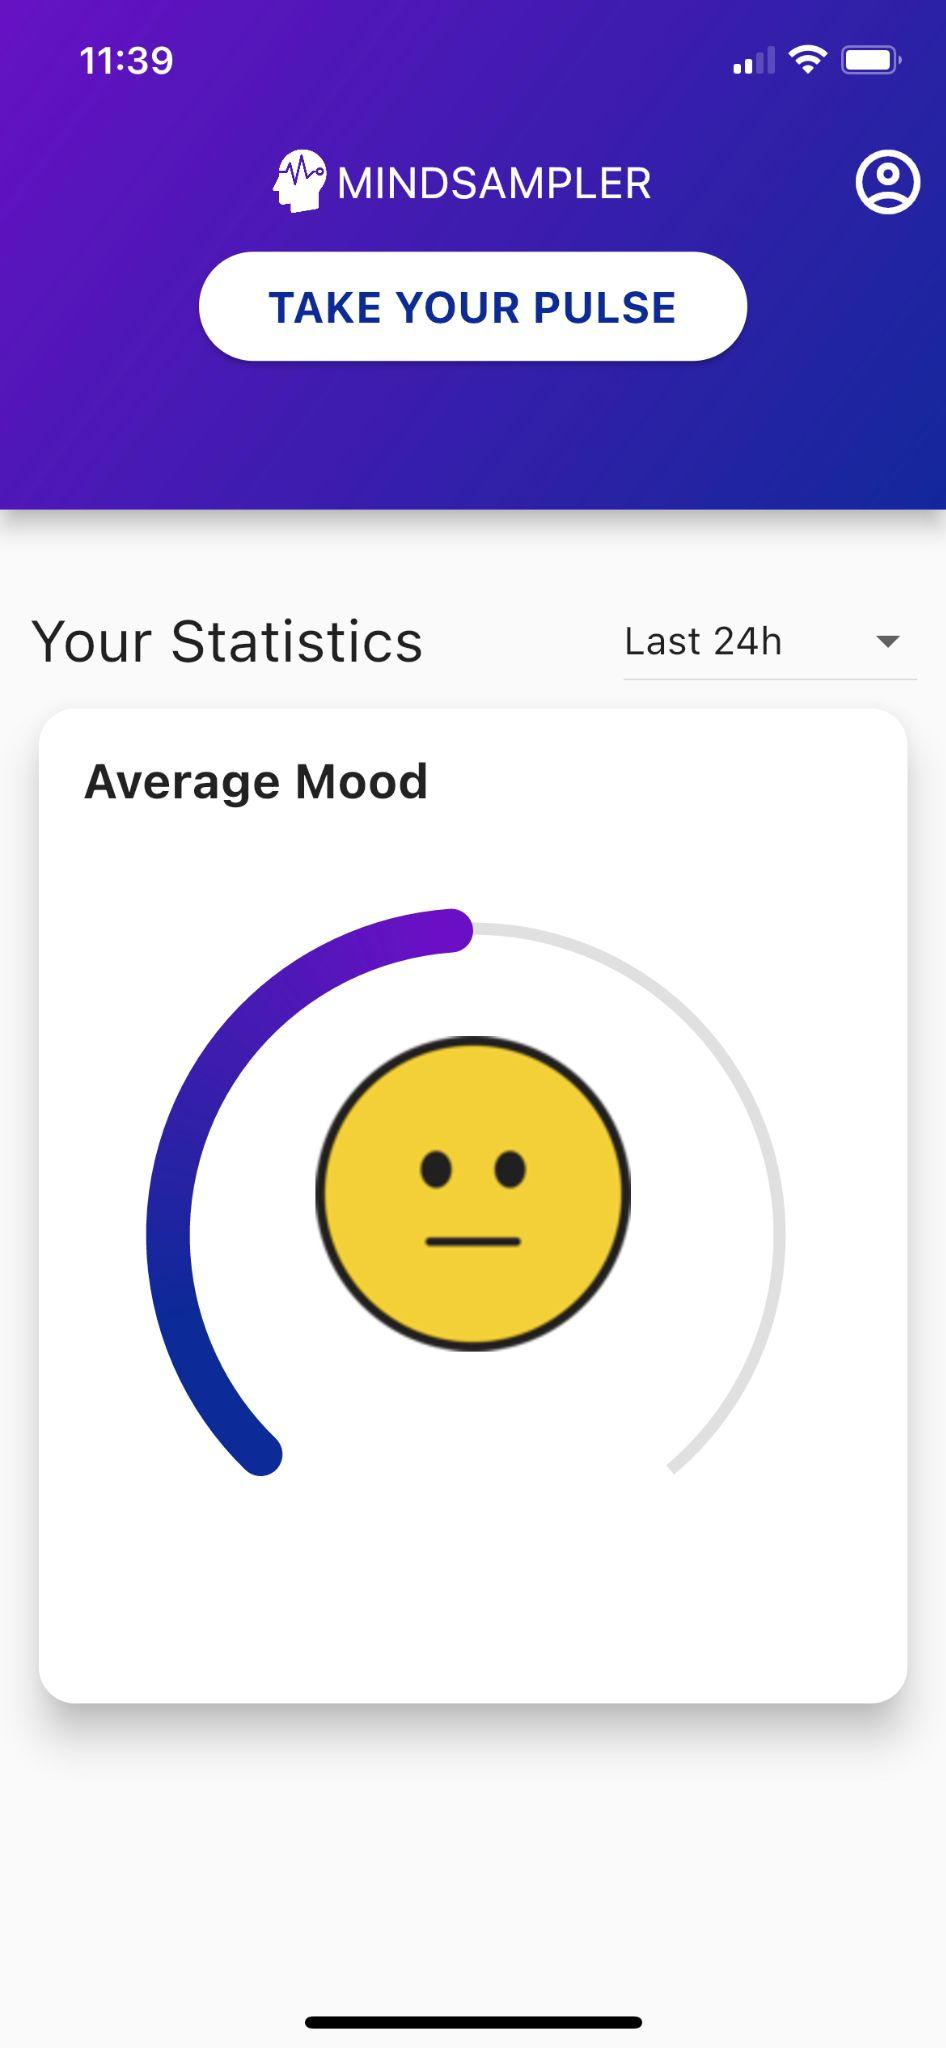 11:39
MINDSAMPLER
TAKE YOUR PULSE
Your Statistics
Last 24h
Average Mood